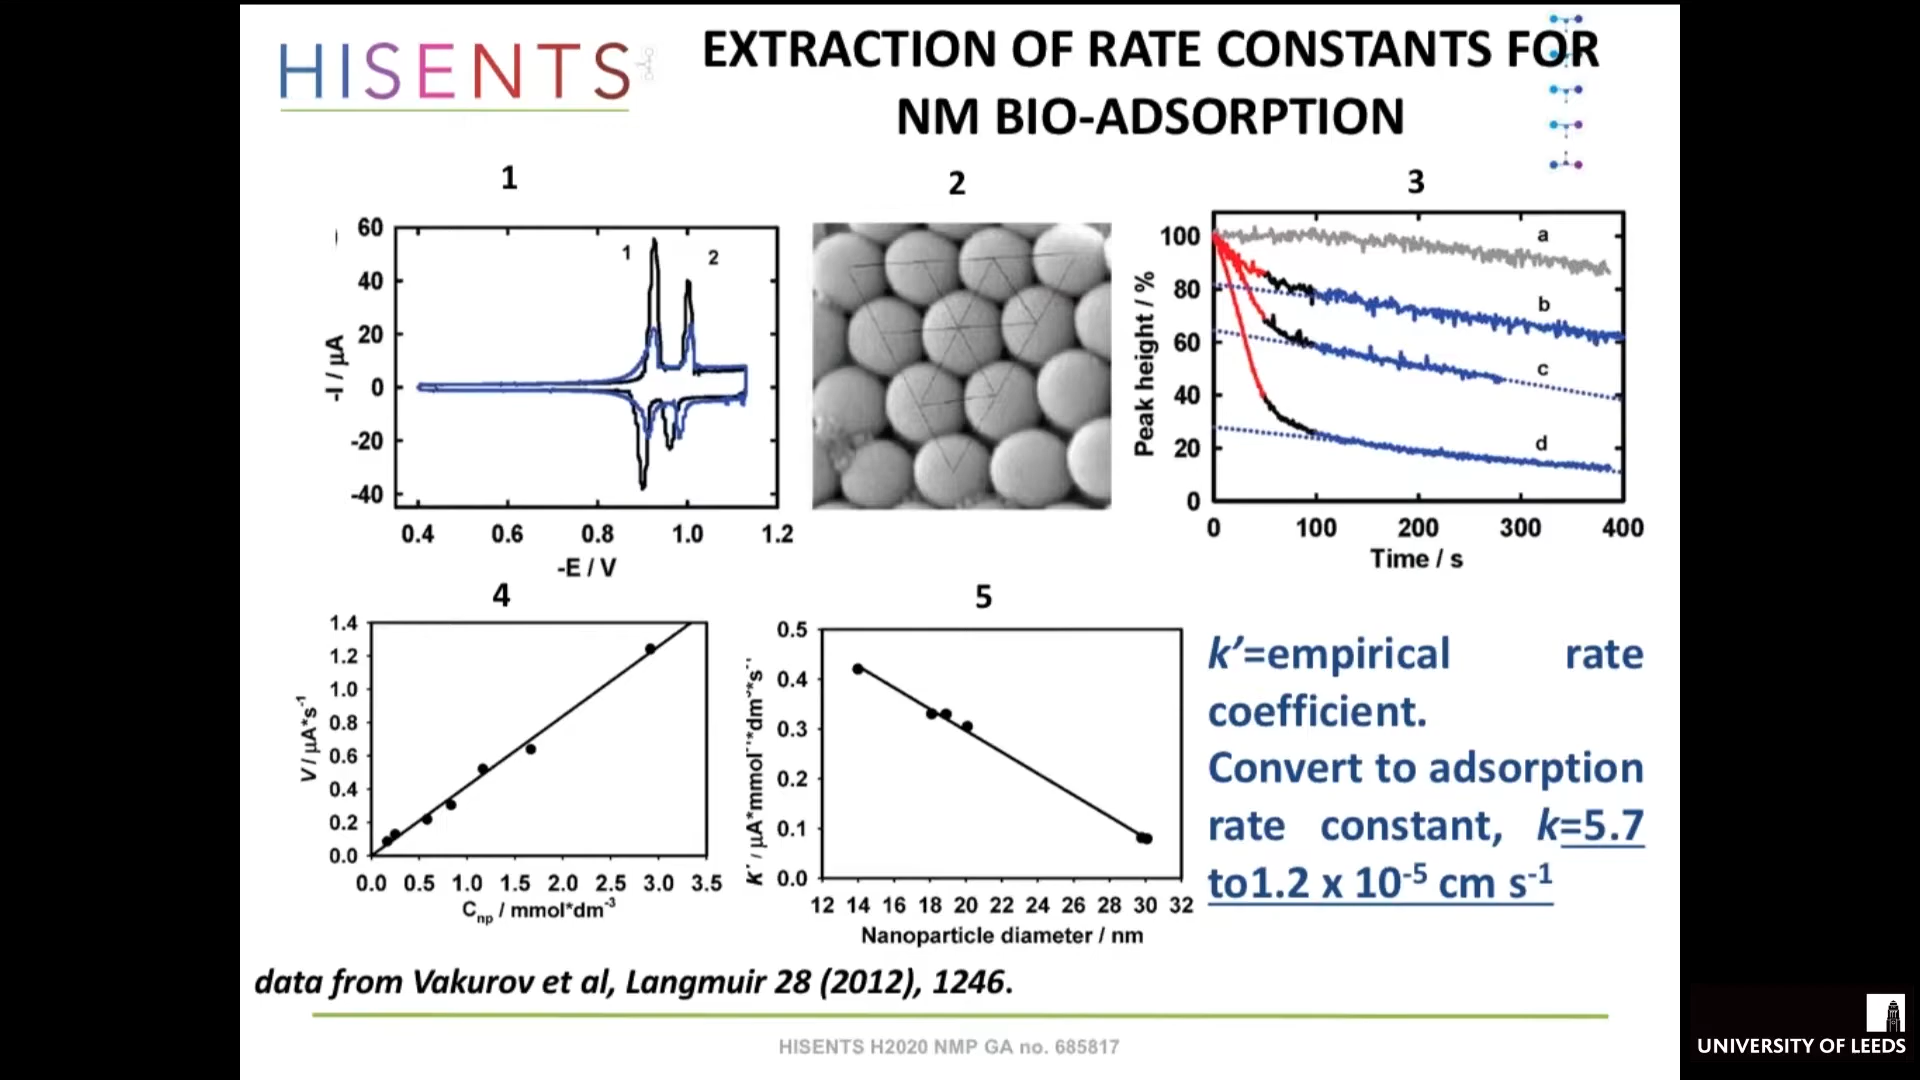 HISENTS
EXTRACTION OF RATE CONSTANTS FOR
NM BIO-ADSORPTION
1
60
40
20
0
-20
-40
-I / µA
1
2
0.4 0.6 0.8 1.0 1.2
-E / V
2
3
100
80
60
40
20
0
Peak height / %
a
b
c
d
0 100 200 300 400
Time / s
4
1.4
1.2
1.0
0.8
0.6
0.4
0.2
0.0
V / µA*s⁻¹
0.0 0.5 1.0 1.5 2.0 2.5 3.0 3.5
Cnp / mmol*dm⁻³
5
0.5
0.4
0.3
0.2
0.1
0.0
12 14 16 18 20 22 24 26 28 30 32
Nanoparticle diameter / nm
k’=empirical rate
coefficient.
Convert to adsorption
rate constant, k=5.7
to1.2 x 10⁻⁵ cm s⁻¹
data from Vakurov et al, Langmuir 28 (2012), 1246.
HISENTS H2020 NMP GA no. 685817
UNIVERSITY OF LEEDS